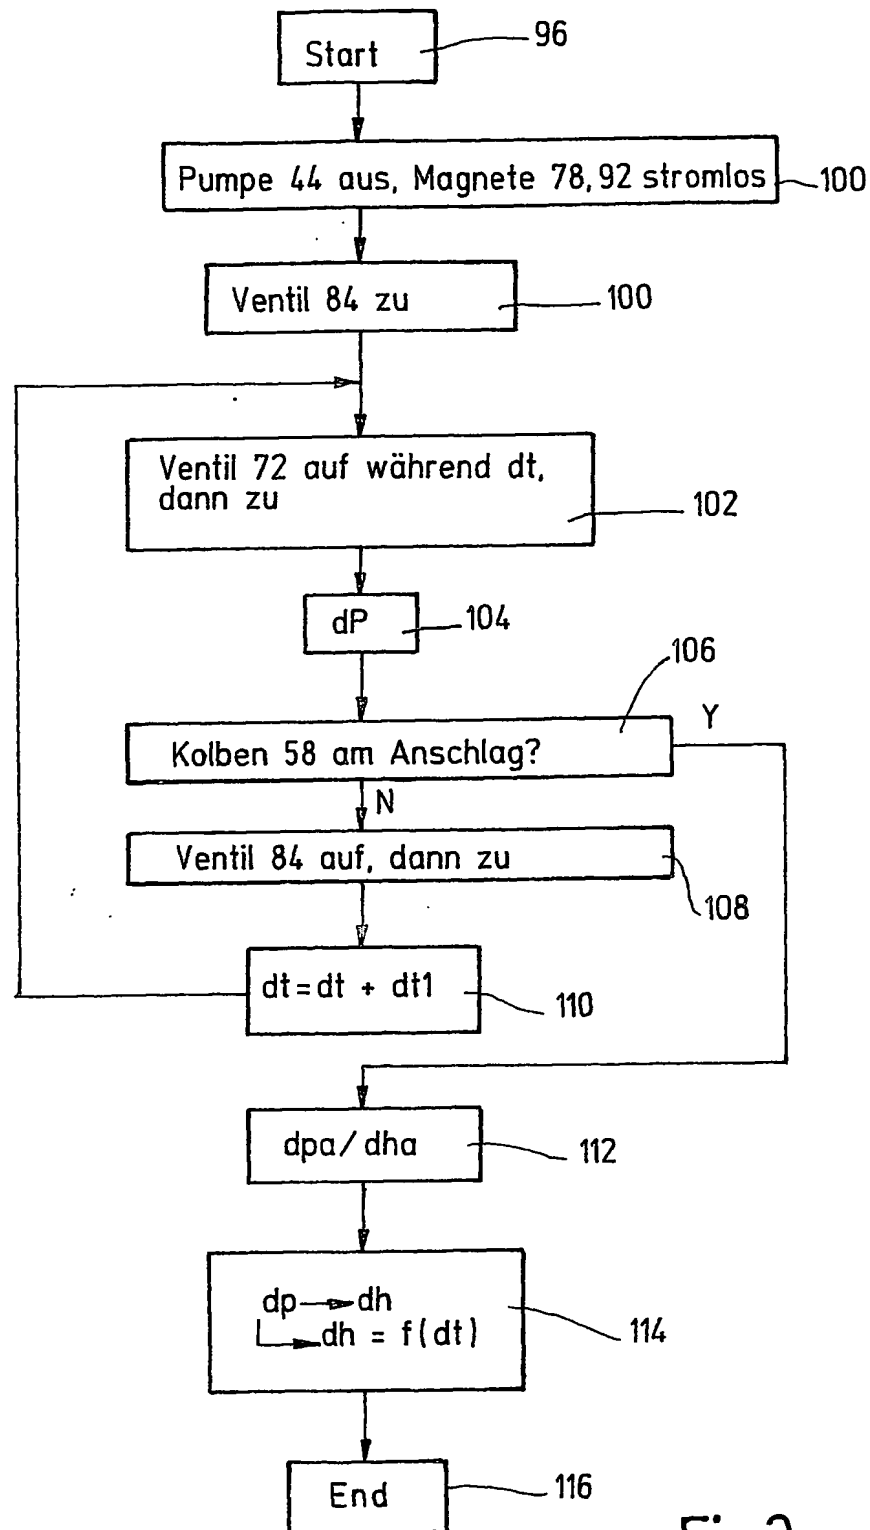 Start
96
Pumpe 44 aus, Magnete 78, 92 stromlos
100
Ventil 84 zu
100
Ventil 72 auf während dt,
dann zu
102
dP
104
106
Kolben 58 am Anschlag?
Y
N
Ventil 84 auf, dann zu
108
dt = dt + dt1
110
dpa / dha
112
dp → dh
→ dh = f(dt)
114
End
116